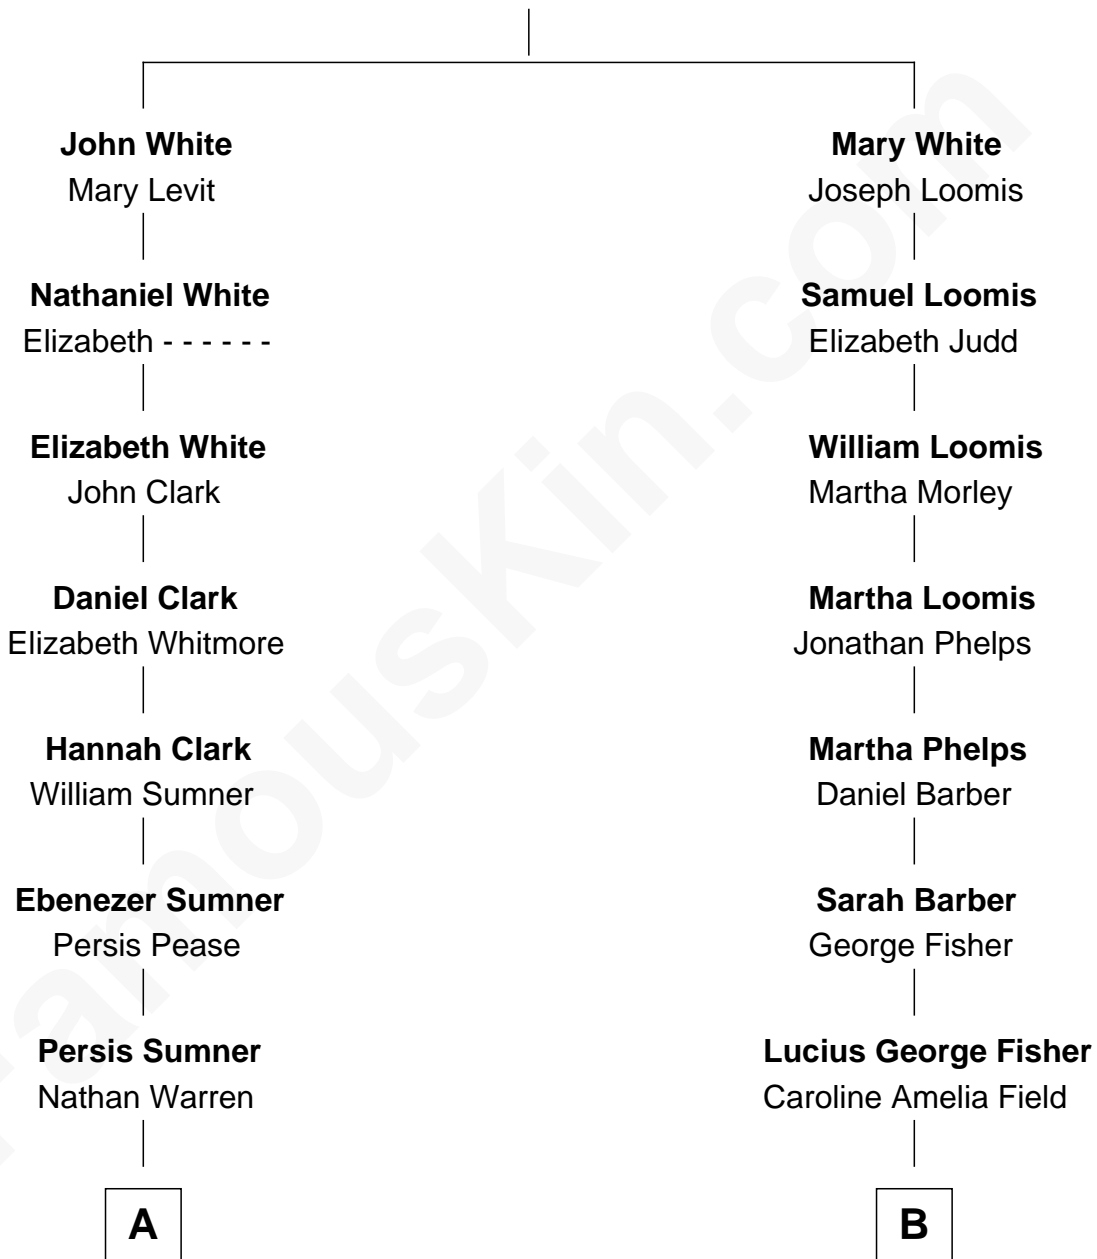 John White
Mary Levit
Nathaniel White
Elizabeth - - - - - -
Elizabeth White
John Clark
Daniel Clark
Elizabeth Whitmore
Hannah Clark
William Sumner
Ebenezer Sumner
Persis Pease
Persis Sumner
Nathan Warren
A
Mary White
Joseph Loomis
Samuel Loomis
Elizabeth Judd
William Loomis
Martha Morley
Martha Loomis
Jonathan Phelps
Martha Phelps
Daniel Barber
Sarah Barber
George Fisher
Lucius George Fisher
Caroline Amelia Field
B
FamousKin.com